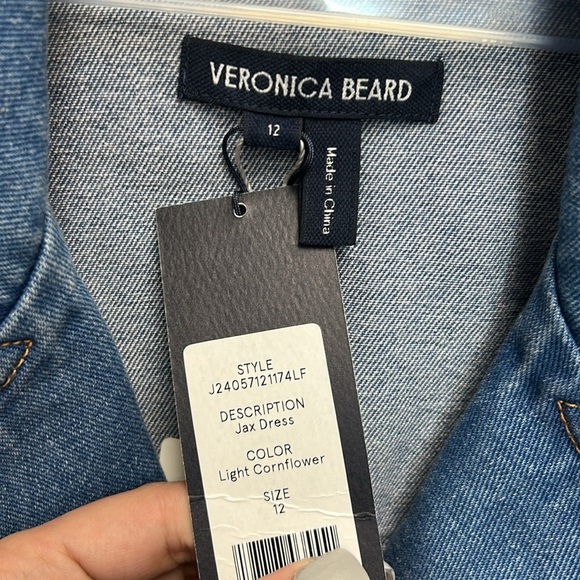 VERONICA BEARD
12
Made in China
STYLE
J24057121174LF
DESCRIPTION
Jax Dress
COLOR
Light Cornflower
SIZE
12